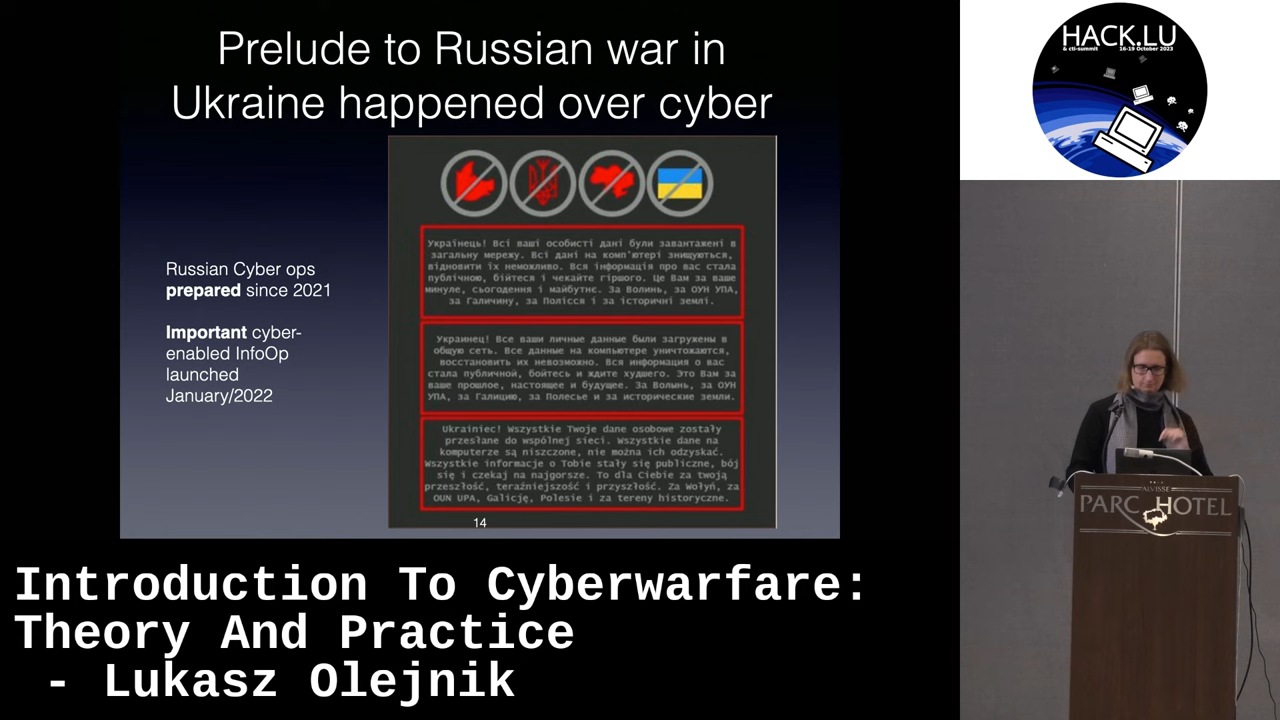 Prelude to Russian war in
Ukraine happened over cyber
Russian Cyber ops
prepared since 2021
Important cyber-
enabled InfoOp
launched
January/2022
Українець! Всі ваші особисті дані були завантажені в
загальну мережу. Всі дані на комп'ютері знищуються,
відновити їх неможливо. Вся інформація про вас стала
публічною, бійтеся і чекайте гіршого. Це Вам за ваше
минуле, сьогодення і майбутнє. За Волинь, за ОУН УПА,
за Галичину, за Полісся і за історичні землі.
Украинец! Все ваши личные данные были загружены в
общую сеть. Все данные на компьютере уничтожаются,
восстановить их невозможно. Вся информация о вас
стала публичной, бойтесь и ждите худшего. Это Вам за
ваше прошлое, настоящее и будущее. За Волынь, за ОУН
УПА, за Галицию, за Полесье и за исторические земли.
Ukrainiec! Wszystkie Twoje dane osobowe zostały
przesłane do wspólnej sieci. Wszystkie dane na
komputerze są niszczone, nie można ich odzyskać.
Wszystkie informacje o Tobie stały się publiczne, bój
się i czekaj na najgorsze. To dla Ciebie za twoją
przeszłość, teraźniejszość i przyszłość. Za Wołyń, za
OUN UPA, Galicję, Polesie i za tereny historyczne.
14
HACK.LU
& cti-summit 16-19 October 2023
ALVISSE
PARC HOTEL
Introduction To Cyberwarfare:
Theory And Practice
- Lukasz Olejnik